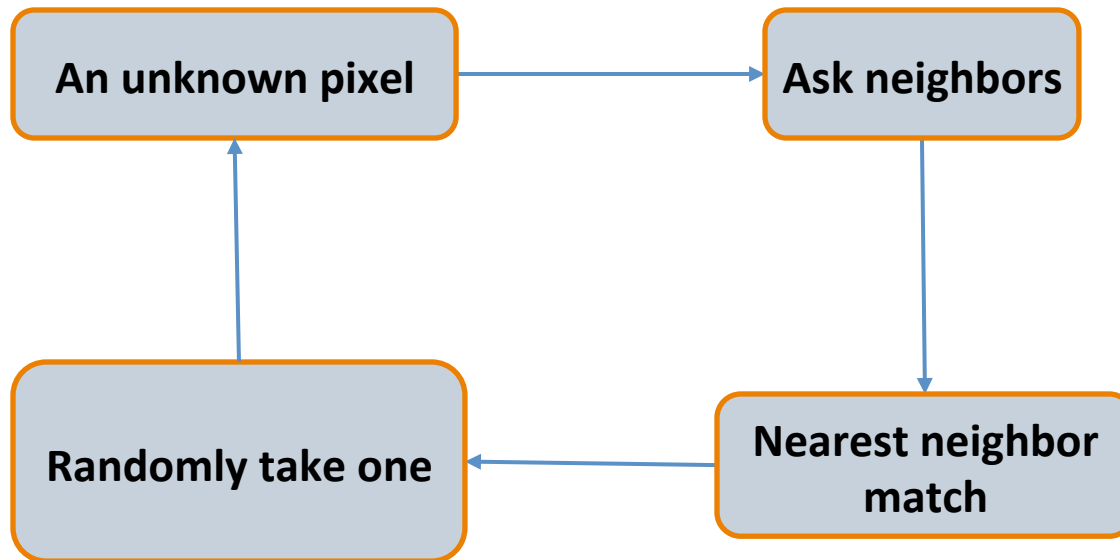 An unknown pixel
Ask neighbors
Nearest neighbor
match
Randomly take one